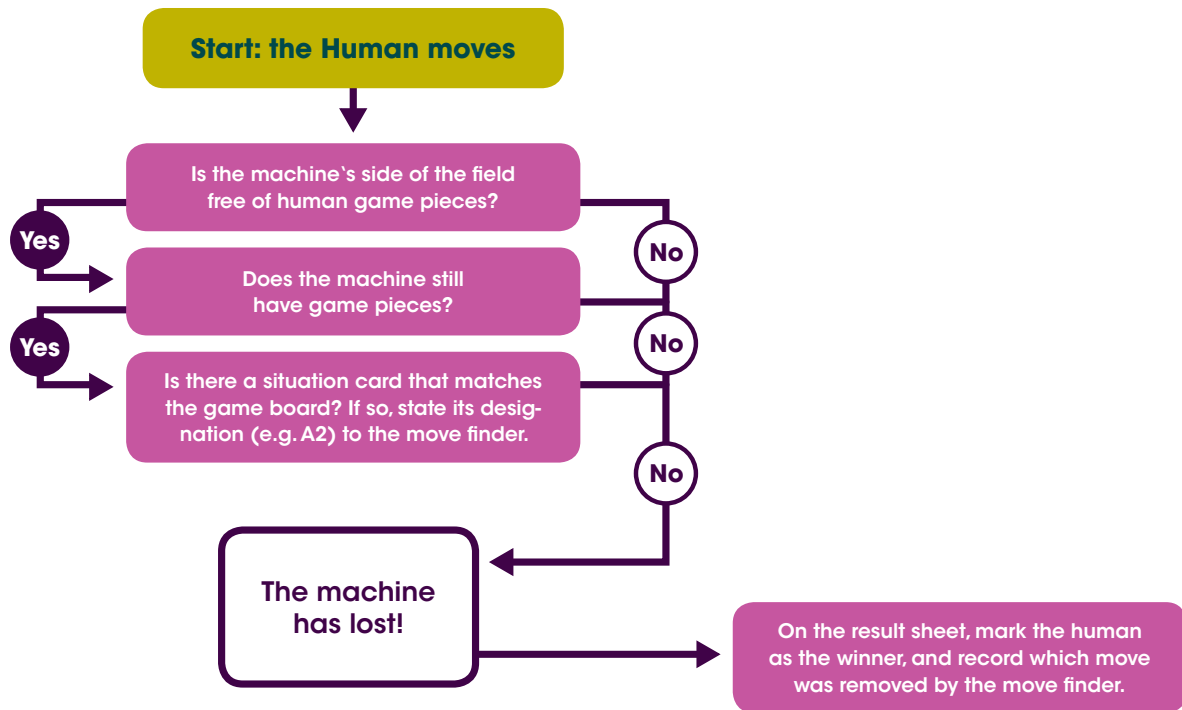 Start: the Human moves
Is the machine‘s side of the field
free of human game pieces?
Yes
No
Does the machine still
have game pieces?
Yes
No
Is there a situation card that matches
the game board? If so, state its desig-
nation (e.g. A2) to the move finder.
No
The machine
has lost!
On the result sheet, mark the human
as the winner, and record which move
was removed by the move finder.